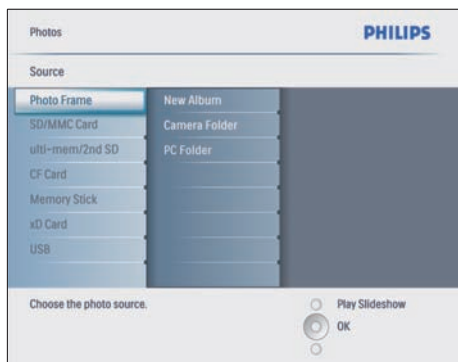 Photos
PHILIPS
Source
Photo Frame
New Album
SD/MMC Card
Camera Folder
ulti-mem/2nd SD
PC Folder
CF Card
Memory Stick
xD Card
USB
Choose the photo source.
Play Slideshow
OK